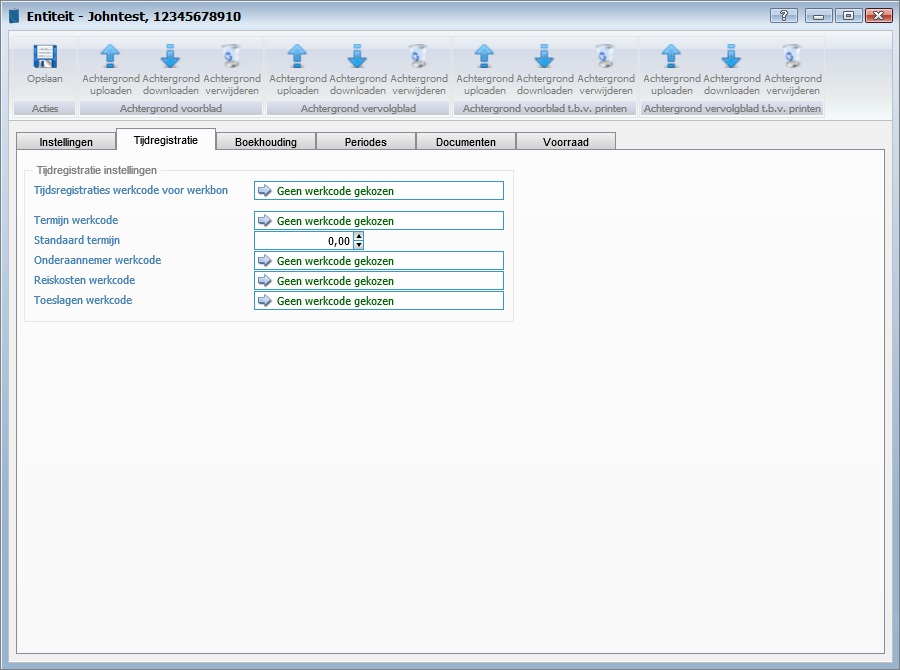 Entiteit - Johntest, 12345678910
?
Opslaan
Achtergrond uploaden
Achtergrond downloaden
Achtergrond verwijderen
Achtergrond uploaden
Achtergrond downloaden
Achtergrond verwijderen
Achtergrond uploaden
Achtergrond downloaden
Achtergrond verwijderen
Achtergrond uploaden
Achtergrond downloaden
Achtergrond verwijderen
Acties
Achtergrond voorblad
Achtergrond vervolgblad
Achtergrond voorblad t.b.v. printen
Achtergrond vervolgblad t.b.v. printen
Instellingen Tijdregistratie Boekhouding Periodes Documenten Voorraad
Tijdregistratie instellingen
Tijdsregistraties werkcode voor werkbon Geen werkcode gekozen
Termijn werkcode Geen werkcode gekozen
Standaard termijn 0,00
Onderaannemer werkcode Geen werkcode gekozen
Reiskosten werkcode Geen werkcode gekozen
Toeslagen werkcode Geen werkcode gekozen